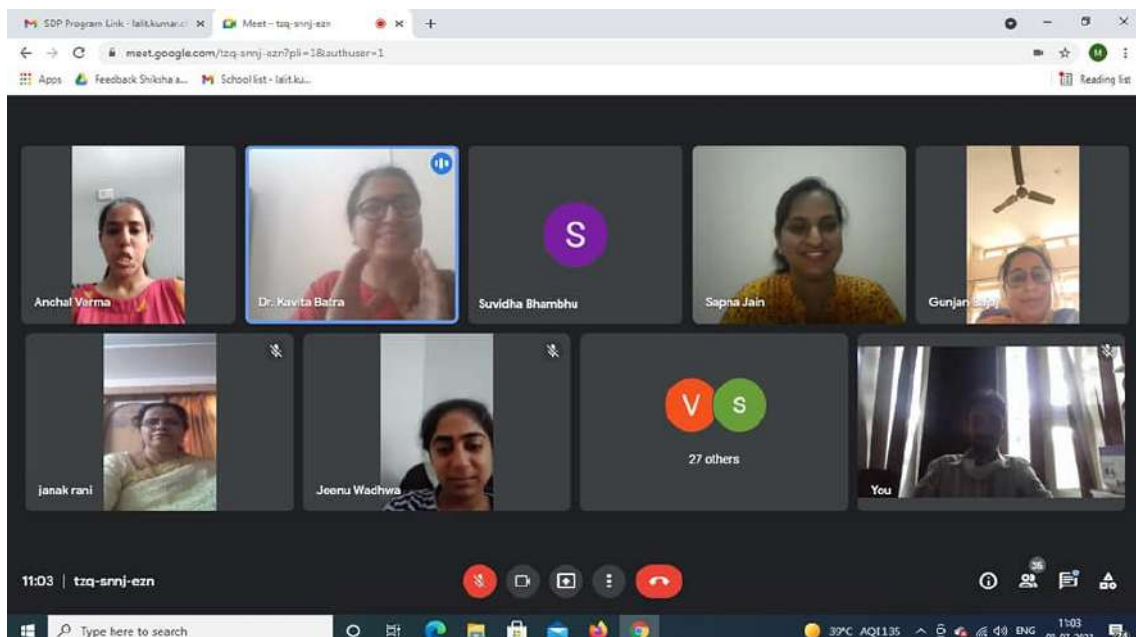 SDP Program Link - lalit.kumar.c
Meet – tzq-snnj-ezn
meet.google.com/tzq-snnj-ezn?pli=1&authuser=1
M
Apps
Feedback Shiksha a...
School list - lalit.ku...
Reading list
S
Anchal Verma
Dr. Kavita Batra
Suvidha Bhambhu
Sapna Jain
Gunjan
V S
27 others
janak rani
Jeenu Wadhwa
You
11:03 | tzq-snnj-ezn
36
Type here to search
39°C AQI 135
ENG
11:03